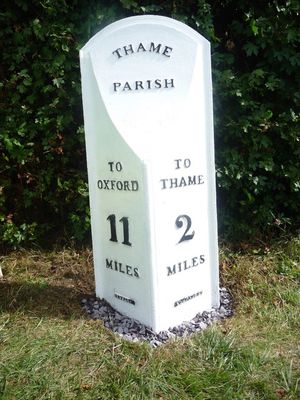 THAME
PARISH
TO
OXFORD
11
MILES
TO
THAME
2
MILES